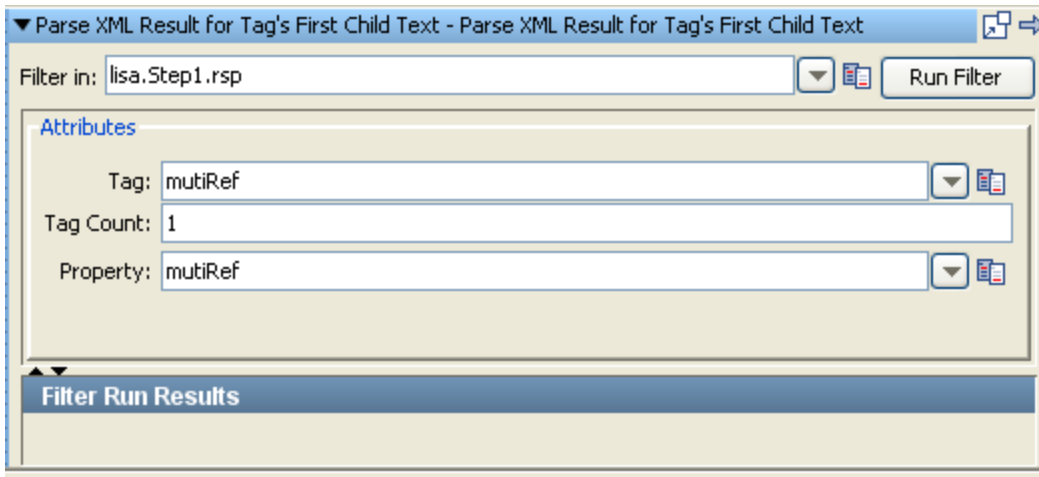 Parse XML Result for Tag's First Child Text - Parse XML Result for Tag's First Child Text
Filter in: lisa.Step1.rsp Run Filter
Attributes
Tag: mutiRef
Tag Count: 1
Property: mutiRef
Filter Run Results